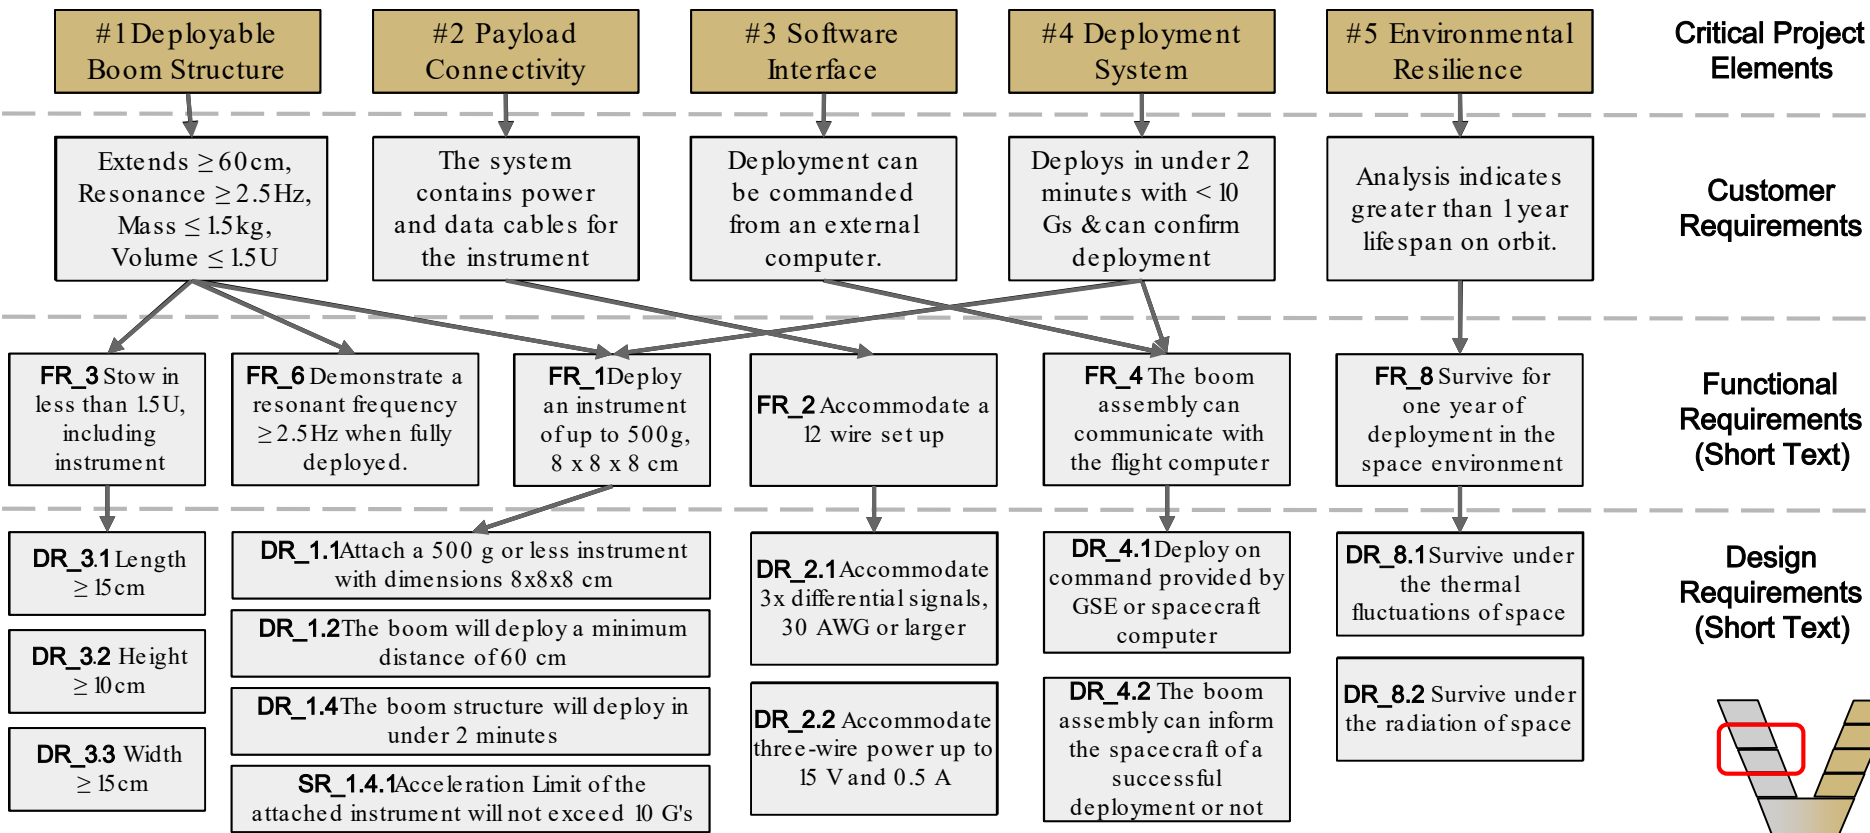 #1 Deployable
Boom Structure
#2 Payload
Connectivity
#3 Software
Interface
#4 Deployment
System
#5 Environmental
Resilience
Critical Project
Elements
Extends ≥ 60cm,
Resonance ≥ 2.5Hz,
Mass ≤ 1.5kg,
Volume ≤ 1.5U
The system
contains power
and data cables for
the instrument
Deployment can
be commanded
from an external
computer.
Deploys in under 2
minutes with < 10
Gs & can confirm
deployment
Analysis indicates
greater than 1 year
lifespan on orbit.
Customer
Requirements
FR_3 Stow in
less than 1.5U,
including
instrument
FR_6 Demonstrate a
resonant frequency
≥ 2.5Hz when fully
deployed.
FR_1 Deploy
an instrument
of up to 500g,
8 x 8 x 8 cm
FR_2 Accommodate a
12 wire set up
FR_4 The boom
assembly can
communicate with
the flight computer
FR_8 Survive for
one year of
deployment in the
space environment
Functional
Requirements
(Short Text)
DR_3.1 Length
≥ 15cm
DR_3.2 Height
≥ 10cm
DR_3.3 Width
≥ 15cm
DR_1.1 Attach a 500 g or less instrument
with dimensions 8x8x8 cm
DR_1.2 The boom will deploy a minimum
distance of 60 cm
DR_1.4 The boom structure will deploy in
under 2 minutes
SR_1.4.1 Acceleration Limit of the
attached instrument will not exceed 10 G's
DR_2.1 Accommodate
3x differential signals,
30 AWG or larger
DR_2.2 Accommodate
three-wire power up to
15 V and 0.5 A
DR_4.1 Deploy on
command provided by
GSE or spacecraft
computer
DR_4.2 The boom
assembly can inform
the spacecraft of a
successful
deployment or not
DR_8.1 Survive under
the thermal
fluctuations of space
DR_8.2 Survive under
the radiation of space
Design
Requirements
(Short Text)